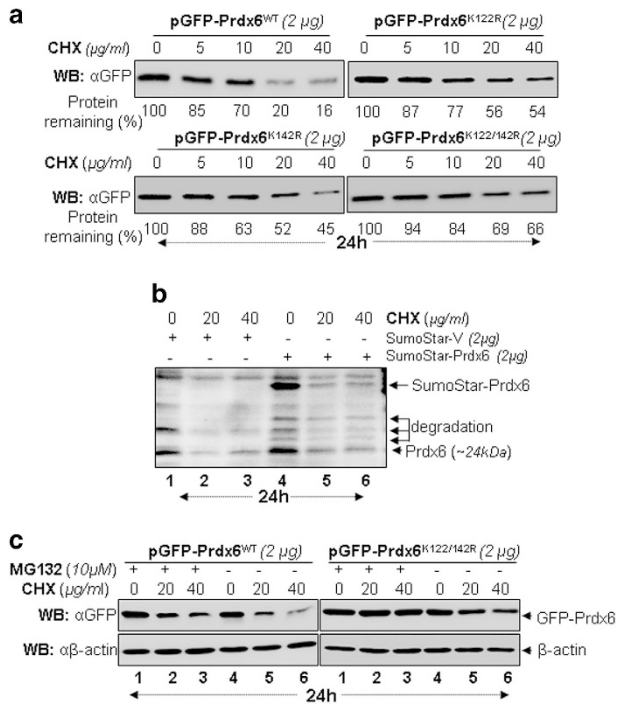 a
pGFP-Prdx6WT (2 µg) pGFP-Prdx6K122R (2 µg)
CHX (µg/ml) 0 5 10 20 40 0 5 10 20 40
WB: αGFP
Protein remaining (%) 100 85 70 20 16 100 87 77 56 54
pGFP-Prdx6K142R (2 µg) pGFP-Prdx6K122/142R (2 µg)
CHX (µg/ml) 0 5 10 20 40 0 5 10 20 40
WB: αGFP
Protein remaining (%) 100 88 63 52 45 100 94 84 69 66
24h
b
0 20 40 0 20 40 CHX (µg/ml)
+ + + SumoStar-V (2µg)
- - - + + + SumoStar-Prdx6 (2µg)
SumoStar-Prdx6
degradation
Prdx6 (~24kDa)
1 2 3 4 5 6
24h
c
pGFP-Prdx6WT (2 µg) pGFP-Prdx6K122/142R (2 µg)
MG132 (10µM) + + + - - - + + + - - -
CHX (µg/ml) 0 20 40 0 20 40 0 20 40 0 20 40
WB: αGFP GFP-Prdx6
WB: αβ-actin β-actin
1 2 3 4 5 6 1 2 3 4 5 6
24h